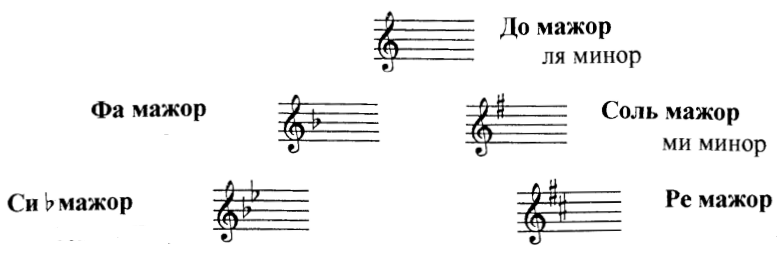 До мажор
ля минор
Фа мажор
Соль мажор
ми минор
Си ♭ мажор
Ре мажор